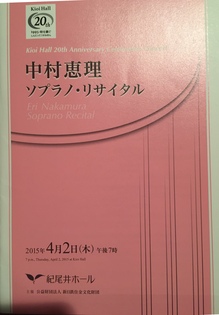 Kioi Hall
20th
Kioi Hall 20th Anniversary
中村恵理
ソプラノ・リサイタル
Eri Nakamura
Soprano Recital
2015年4月2日(木) 午後7時
紀尾井ホール